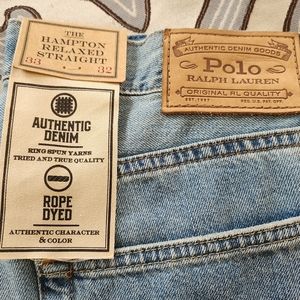 THE
HAMPTON
RELAXED
STRAIGHT
33 32
AUTHENTIC
DENIM
RING SPUN YARNS
TRIED AND TRUE QUALITY
ROPE
DYED
AUTHENTIC CHARACTER
& COLOR
AUTHENTIC DENIM GOODS
Polo
RALPH LAUREN
ORIGINAL RL QUALITY
EST. 1967 REG. U.S. PAT. OFF.